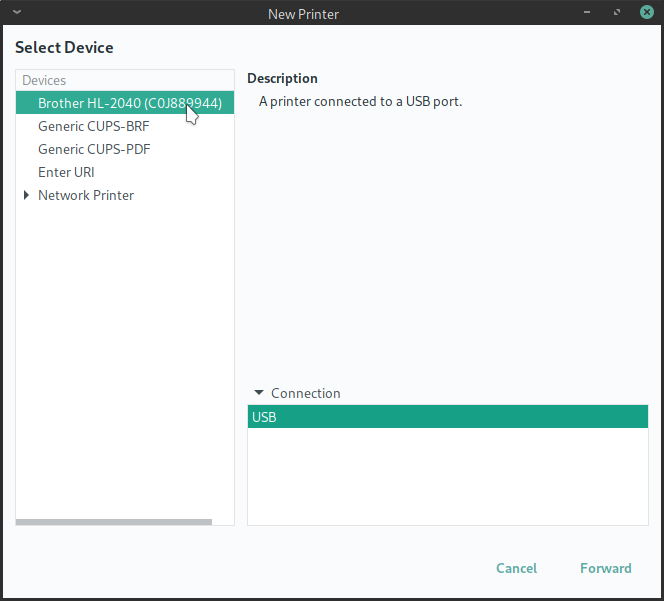 New Printer
Select Device
Devices
Brother HL-2040 (C0J889944)
Generic CUPS-BRF
Generic CUPS-PDF
Enter URI
Network Printer
Description
A printer connected to a USB port.
Connection
USB
Cancel
Forward